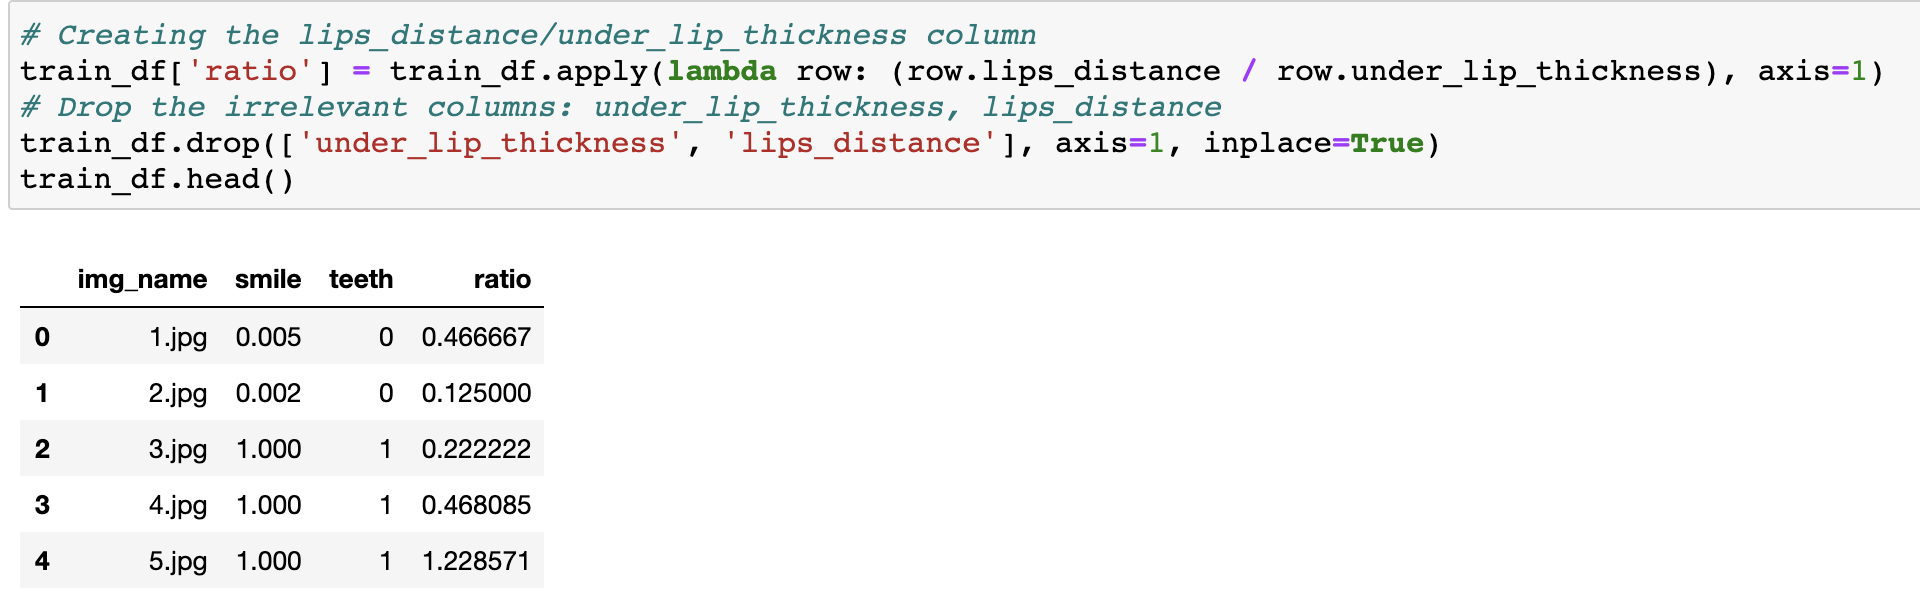 # Creating the lips_distance/under_lip_thickness column
train_df['ratio'] = train_df.apply(lambda row: (row.lips_distance / row.under_lip_thickness), axis=1)
# Drop the irrelevant columns: under_lip_thickness, lips_distance
train_df.drop(['under_lip_thickness', 'lips_distance'], axis=1, inplace=True)
train_df.head()
img_name smile teeth ratio
0 1.jpg 0.005 0 0.466667
1 2.jpg 0.002 0 0.125000
2 3.jpg 1.000 1 0.222222
3 4.jpg 1.000 1 0.468085
4 5.jpg 1.000 1 1.228571